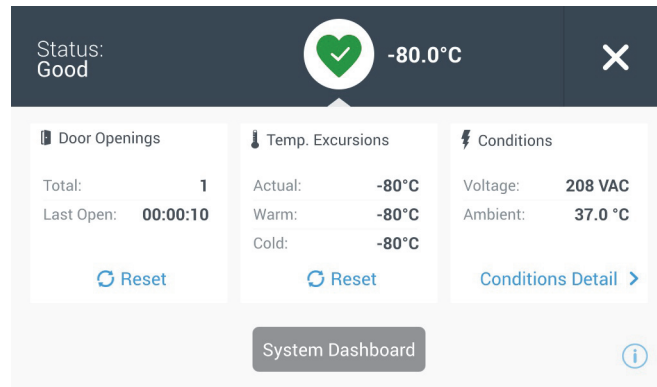 Status:
Good
-80.0°C
Door Openings
Total: 1
Last Open: 00:00:10
Reset
Temp. Excursions
Actual: -80°C
Warm: -80°C
Cold: -80°C
Reset
Conditions
Voltage: 208 VAC
Ambient: 37.0 °C
Conditions Detail
System Dashboard
i